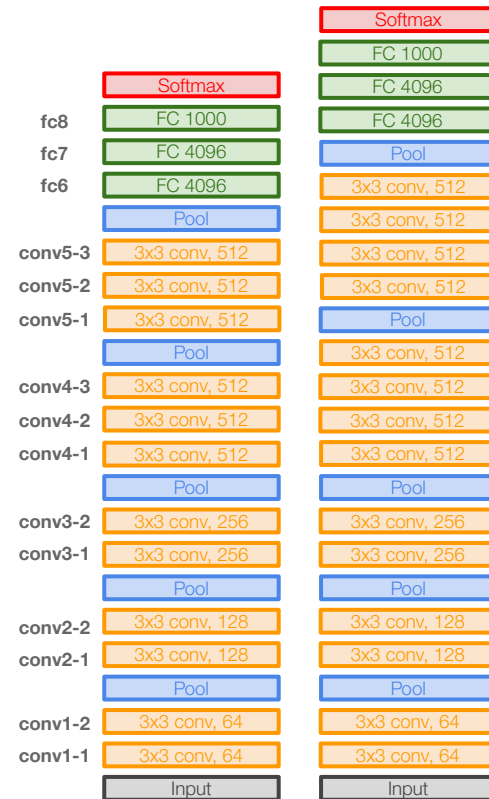 Softmax
fc8 FC 1000
fc7 FC 4096
fc6 FC 4096
Pool
conv5-3 3x3 conv, 512
conv5-2 3x3 conv, 512
conv5-1 3x3 conv, 512
Pool
conv4-3 3x3 conv, 512
conv4-2 3x3 conv, 512
conv4-1 3x3 conv, 512
Pool
conv3-2 3x3 conv, 256
conv3-1 3x3 conv, 256
Pool
conv2-2 3x3 conv, 128
conv2-1 3x3 conv, 128
Pool
conv1-2 3x3 conv, 64
conv1-1 3x3 conv, 64
Input
Softmax
FC 1000
FC 4096
FC 4096
Pool
3x3 conv, 512
3x3 conv, 512
3x3 conv, 512
3x3 conv, 512
Pool
3x3 conv, 512
3x3 conv, 512
3x3 conv, 512
3x3 conv, 512
Pool
3x3 conv, 256
3x3 conv, 256
Pool
3x3 conv, 128
3x3 conv, 128
Pool
3x3 conv, 64
3x3 conv, 64
Input